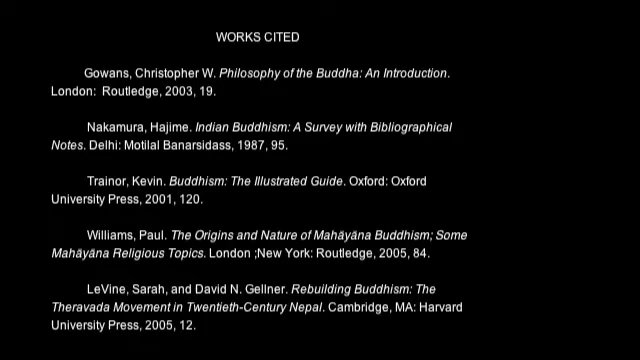 WORKS CITED
Gowans, Christopher W. Philosophy of the Buddha: An Introduction.
London: Routledge, 2003, 19.
Nakamura, Hajime. Indian Buddhism: A Survey with Bibliographical
Notes. Delhi: Motilal Banarsidass, 1987, 95.
Trainor, Kevin. Buddhism: The Illustrated Guide. Oxford: Oxford
University Press, 2001, 120.
Williams, Paul. The Origins and Nature of Mahāyāna Buddhism; Some
Mahāyāna Religious Topics. London ;New York: Routledge, 2005, 84.
LeVine, Sarah, and David N. Gellner. Rebuilding Buddhism: The
Theravada Movement in Twentieth-Century Nepal. Cambridge, MA: Harvard
University Press, 2005, 12.